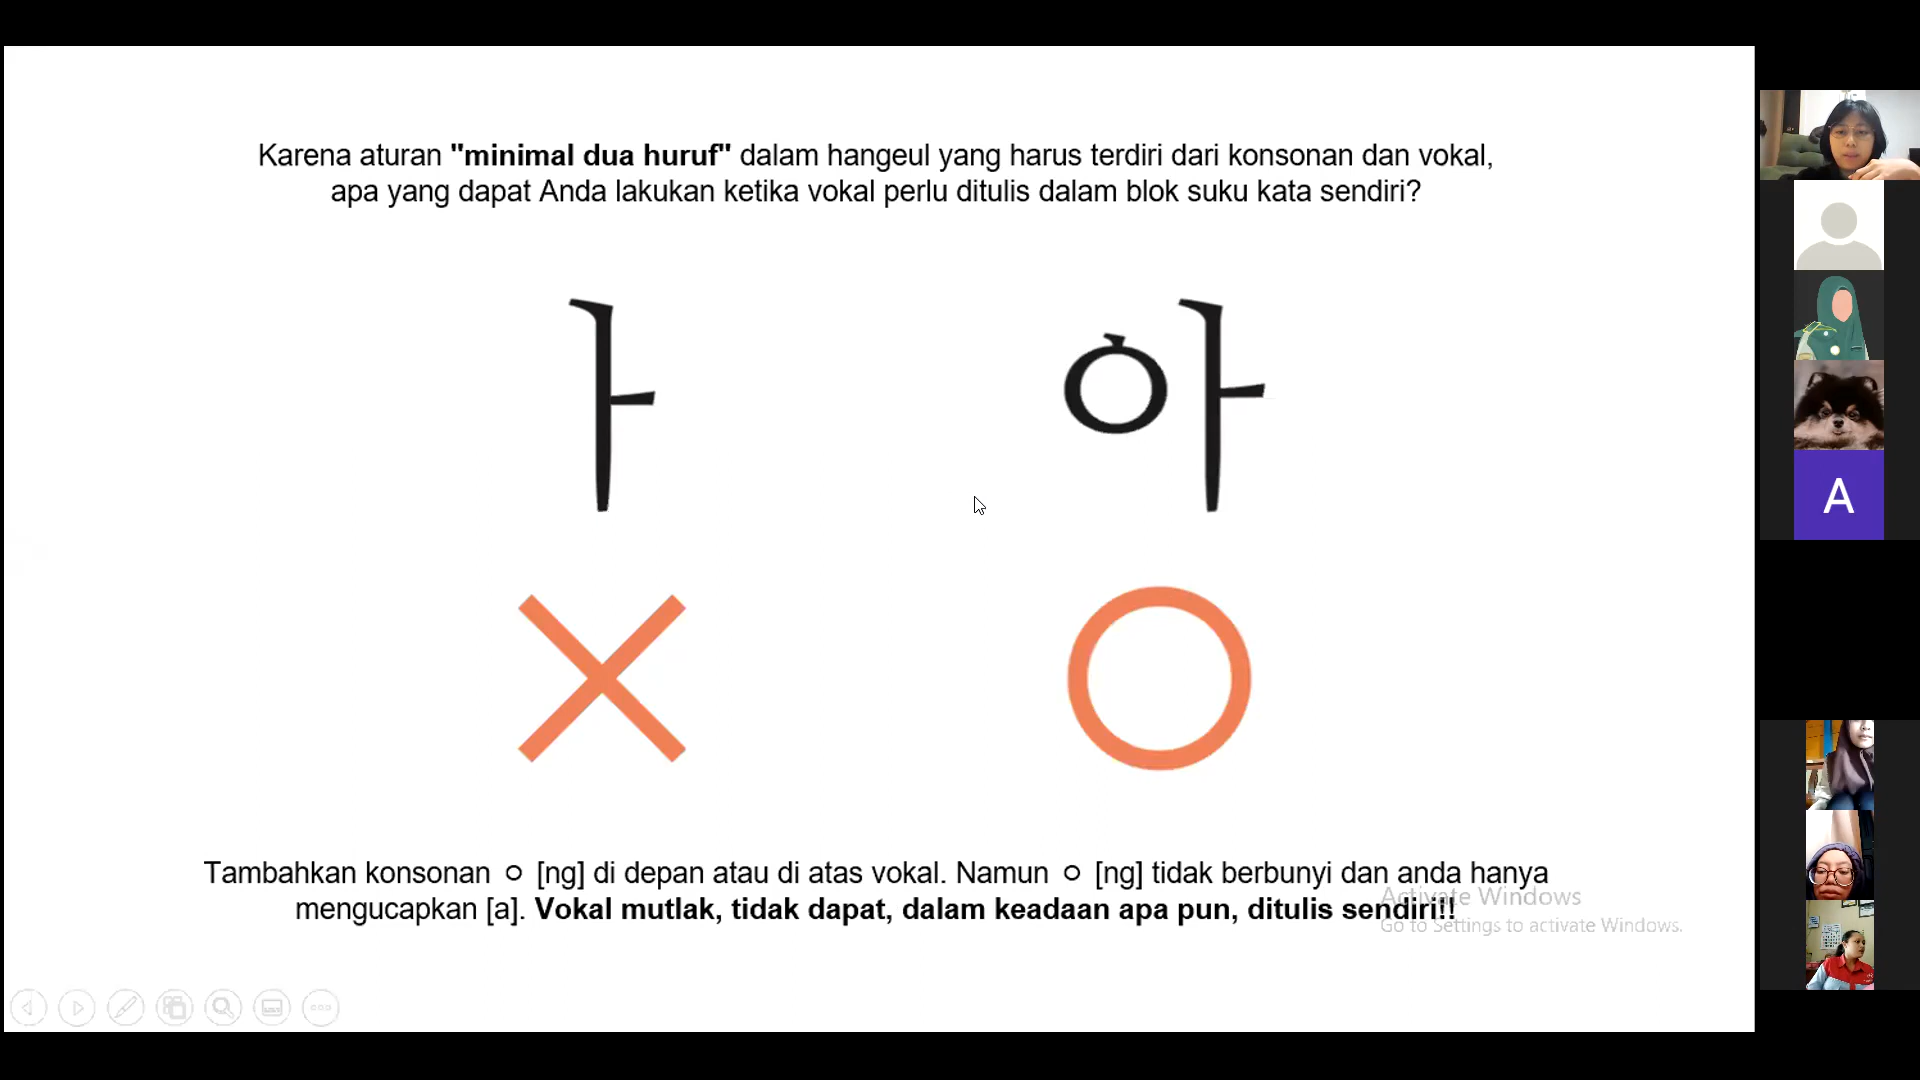 Karena aturan "minimal dua huruf" dalam hangeul yang harus terdiri dari konsonan dan vokal,
apa yang dapat Anda lakukan ketika vokal perlu ditulis dalam blok suku kata sendiri?
ㅏ
아
Tambahkan konsonan ㅇ [ng] di depan atau di atas vokal. Namun ㅇ [ng] tidak berbunyi dan anda hanya
mengucapkan [a]. Vokal mutlak, tidak dapat, dalam keadaan apa pun, ditulis sendiri!!
Activate Windows
Go to Settings to activate Windows.
A